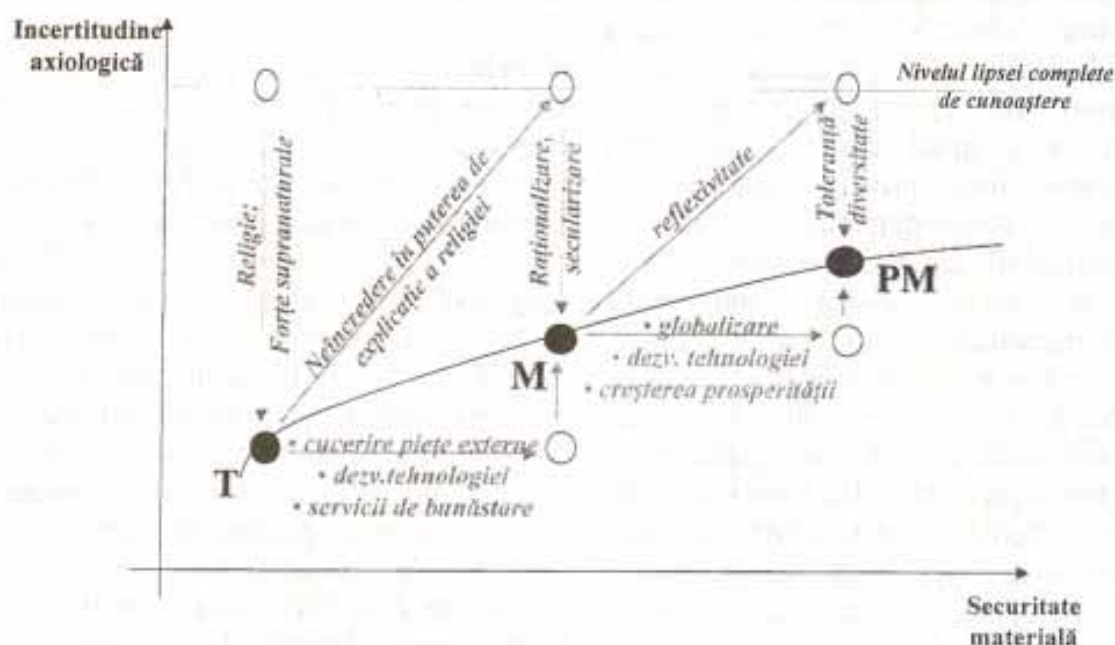 Incertitudine
axiologică
Nivelul lipsei complete
de cunoaștere
Religie;
Forțe supranaturale
Neîncredere în puterea de
explicație a religiei
Raționalizare,
secularizare
reflexivitate
Toleranță
diversitate
PM
M
• globalizare
• dezv. tehnologiei
• creșterea prosperității
T
• cucerire piețe externe
• dezv.tehnologiei
• servicii de bunăstare
Securitate
materială